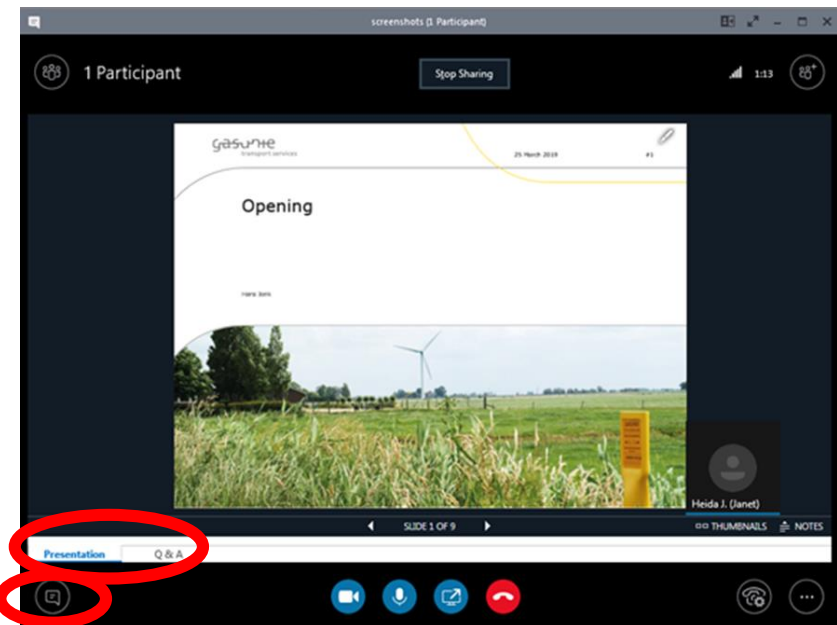 screenshots (1 Participant)
1 Participant
Stop Sharing
1:13
gasunie
transport services
25 March 2019
#1
Opening
Heida J. (Janet)
SLIDE 1 OF 9
THUMBNAILS
NOTES
Presentation
Q & A